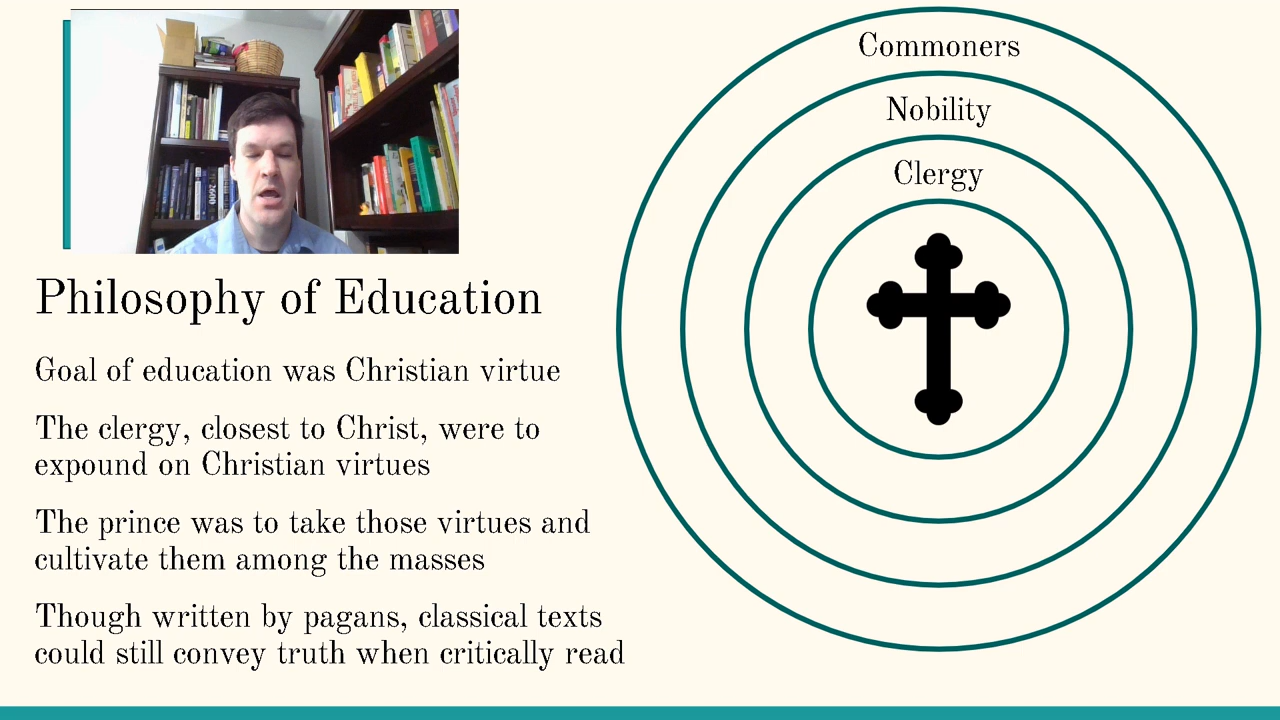 Philosophy of Education
Goal of education was Christian virtue
The clergy, closest to Christ, were to
expound on Christian virtues
The prince was to take those virtues and
cultivate them among the masses
Though written by pagans, classical texts
could still convey truth when critically read
Commoners
Nobility
Clergy